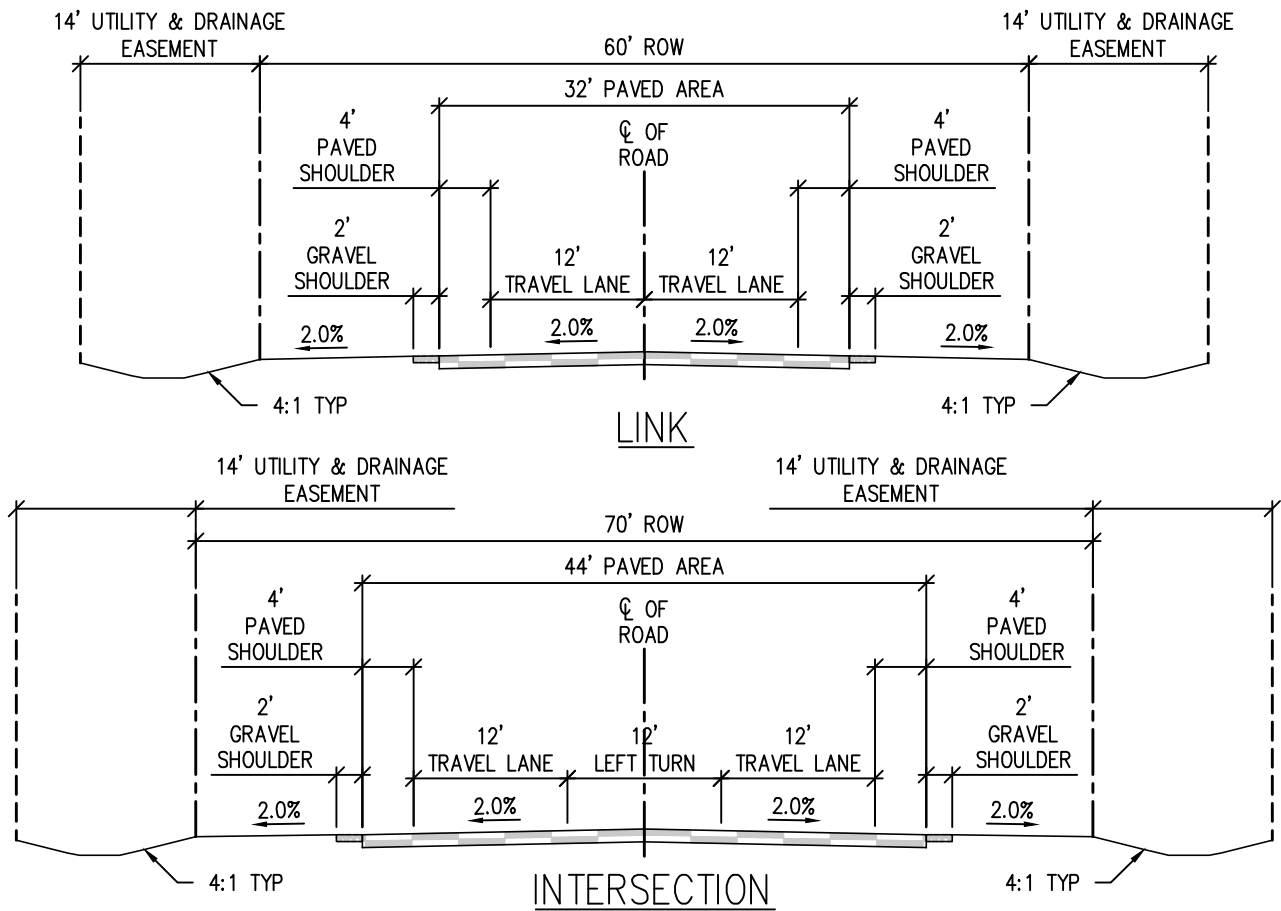 14' UTILITY & DRAINAGE
EASEMENT
14' UTILITY & DRAINAGE
EASEMENT
60' ROW
32' PAVED AREA
4'
PAVED
SHOULDER
℄ OF
ROAD
4'
PAVED
SHOULDER
2'
GRAVEL
SHOULDER
12'
TRAVEL LANE
12'
TRAVEL LANE
2'
GRAVEL
SHOULDER
2.0%
2.0%
2.0%
2.0%
4:1 TYP
4:1 TYP
LINK
14' UTILITY & DRAINAGE
EASEMENT
14' UTILITY & DRAINAGE
EASEMENT
70' ROW
44' PAVED AREA
4'
PAVED
SHOULDER
℄ OF
ROAD
4'
PAVED
SHOULDER
2'
GRAVEL
SHOULDER
12'
TRAVEL LANE
12'
LEFT TURN
12'
TRAVEL LANE
2'
GRAVEL
SHOULDER
2.0%
2.0%
2.0%
2.0%
4:1 TYP
4:1 TYP
INTERSECTION